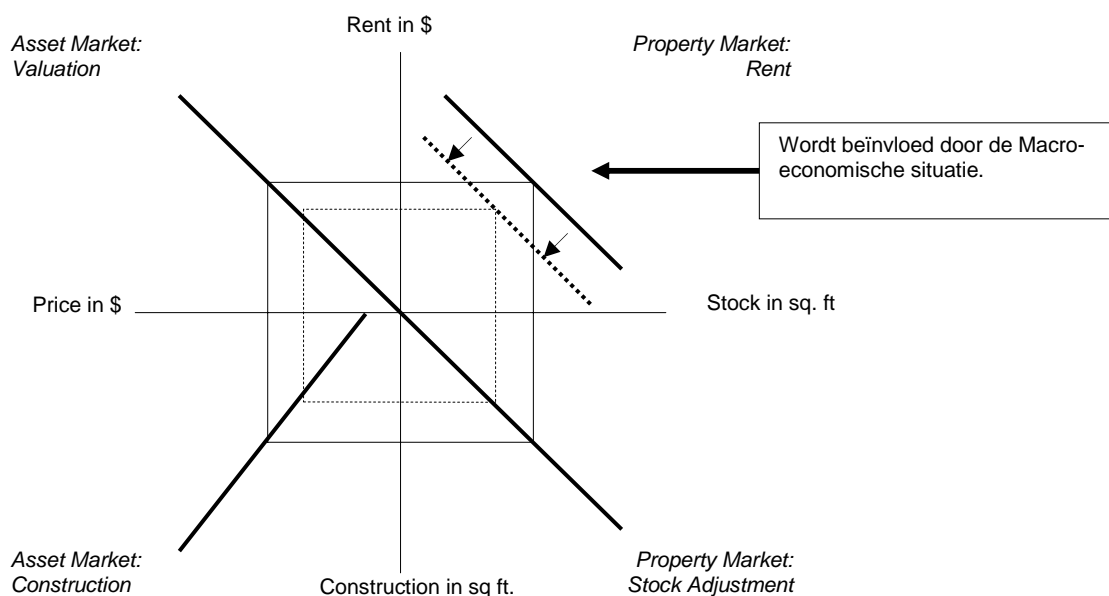 Rent in $
Asset Market:
Valuation
Property Market:
Rent
Wordt beïnvloed door de Macro-
economische situatie.
Price in $
Stock in sq. ft
Asset Market:
Construction
Construction in sq ft.
Property Market:
Stock Adjustment